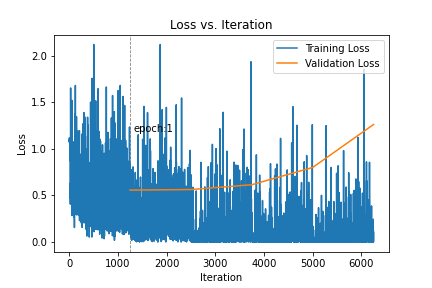 Loss vs. Iteration
Training Loss
Validation Loss
epoch:1
Loss
2.0
1.5
1.0
0.5
0.0
0
1000
2000
3000
4000
5000
6000
Iteration